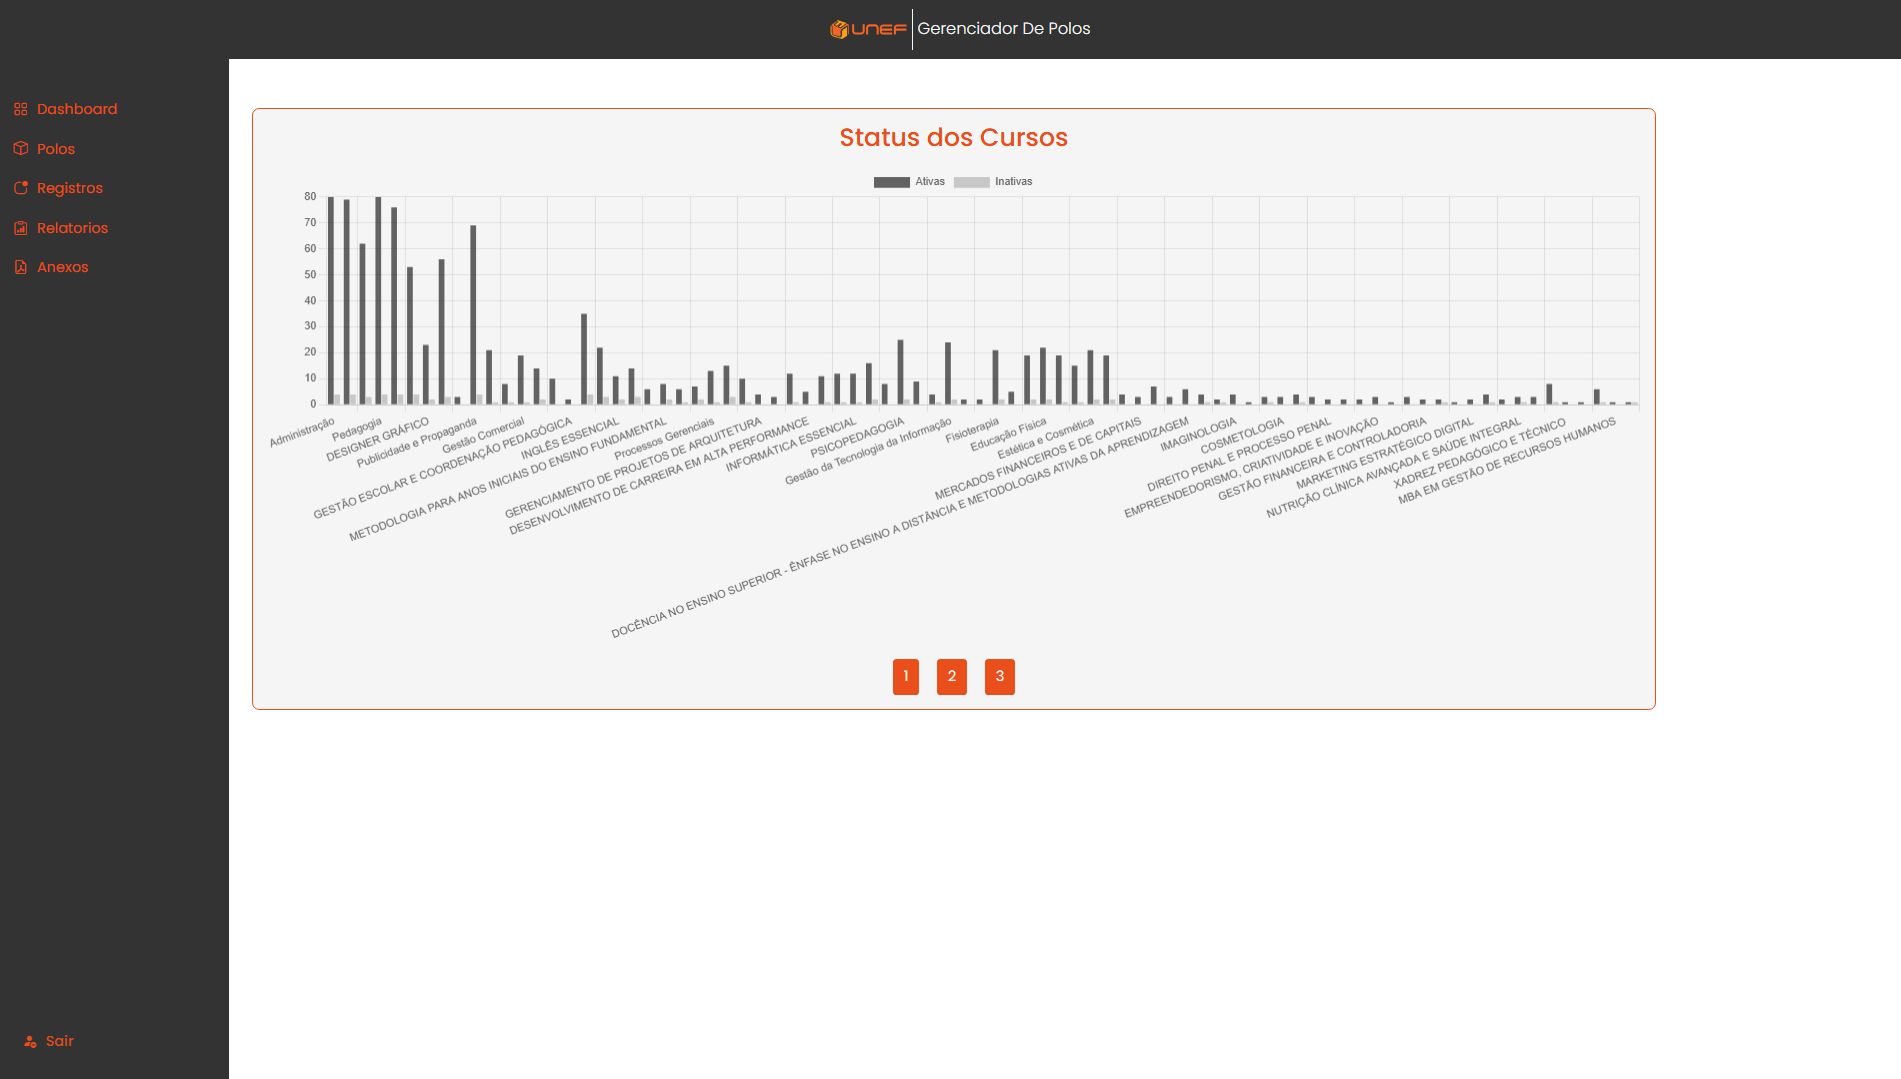 UNEF
Gerenciador De Polos
Dashboard
Polos
Registros
Relatorios
Anexos
Sair
Status dos Cursos
Ativas
Inativas
80
70
60
50
40
30
20
10
0
Administração
Pedagogia
DESIGNER GRÁFICO
Publicidade e Propaganda
Gestão Comercial
GESTÃO ESCOLAR E COORDENAÇÃO PEDAGÓGICA
INGLÊS ESSENCIAL
METODOLOGIA PARA ANOS INICIAIS DO ENSINO FUNDAMENTAL
Processos Gerenciais
GERENCIAMENTO DE PROJETOS DE ARQUITETURA
DESENVOLVIMENTO DE CARREIRA EM ALTA PERFORMANCE
INFORMÁTICA ESSENCIAL
PSICOPEDAGOGIA
Gestão da Tecnologia da Informação
Fisioterapia
Educação Física
Estética e Cosmética
MERCADOS FINANCEIROS E DE CAPITAIS
DOCÊNCIA NO ENSINO SUPERIOR - ÊNFASE NO ENSINO A DISTÂNCIA E METODOLOGIAS ATIVAS DA APRENDIZAGEM
IMAGINOLOGIA
COSMETOLOGIA
DIREITO PENAL E PROCESSO PENAL
EMPREENDEDORISMO, CRIATIVIDADE E INOVAÇÃO
GESTÃO FINANCEIRA E CONTROLADORIA
MARKETING ESTRATÉGICO DIGITAL
NUTRIÇÃO CLÍNICA AVANÇADA E SAÚDE INTEGRAL
XADREZ PEDAGÓGICO E TÉCNICO
MBA EM GESTÃO DE RECURSOS HUMANOS
1
2
3